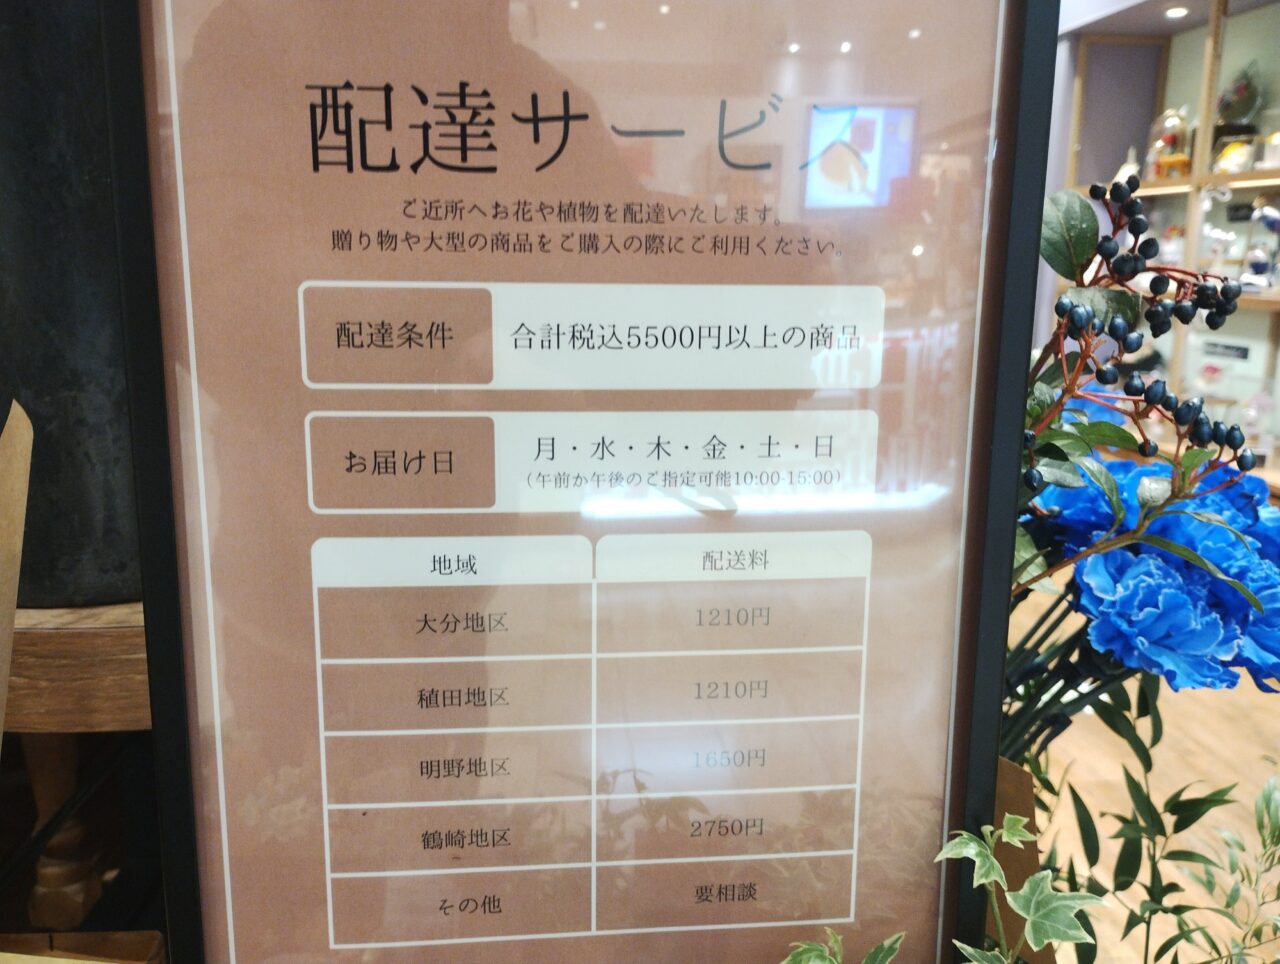 配達サービス
ご近所へお花や植物を配達いたします。
贈り物や大型の商品をご購入の際にご利用ください。
配達条件 合計税込5500円以上の商品
お届け日 月・水・木・金・土・日
（午前か午後のご指定可能10:00-15:00）
地域 配送料
大分地区 1210円
稙田地区 1210円
明野地区 1650円
鶴崎地区 2750円
その他 要相談